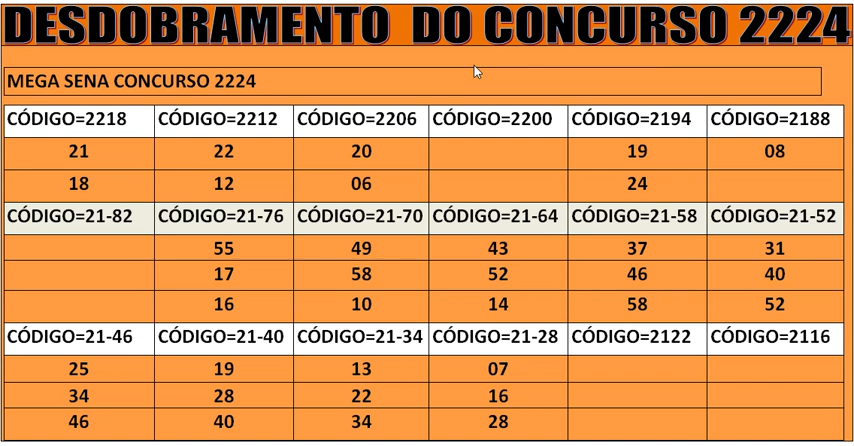 DESDOBRAMENTO DO CONCURSO 2224
MEGA SENA CONCURSO 2224
CÓDIGO=2218 CÓDIGO=2212 CÓDIGO=2206 CÓDIGO=2200 CÓDIGO=2194 CÓDIGO=2188
21 22 20 19 08
18 12 06 24
CÓDIGO=21-82 CÓDIGO=21-76 CÓDIGO=21-70 CÓDIGO=21-64 CÓDIGO=21-58 CÓDIGO=21-52
55 49 43 37 31
17 58 52 46 40
16 10 14 58 52
CÓDIGO=21-46 CÓDIGO=21-40 CÓDIGO=21-34 CÓDIGO=21-28 CÓDIGO=2122 CÓDIGO=2116
25 19 13 07
34 28 22 16
46 40 34 28